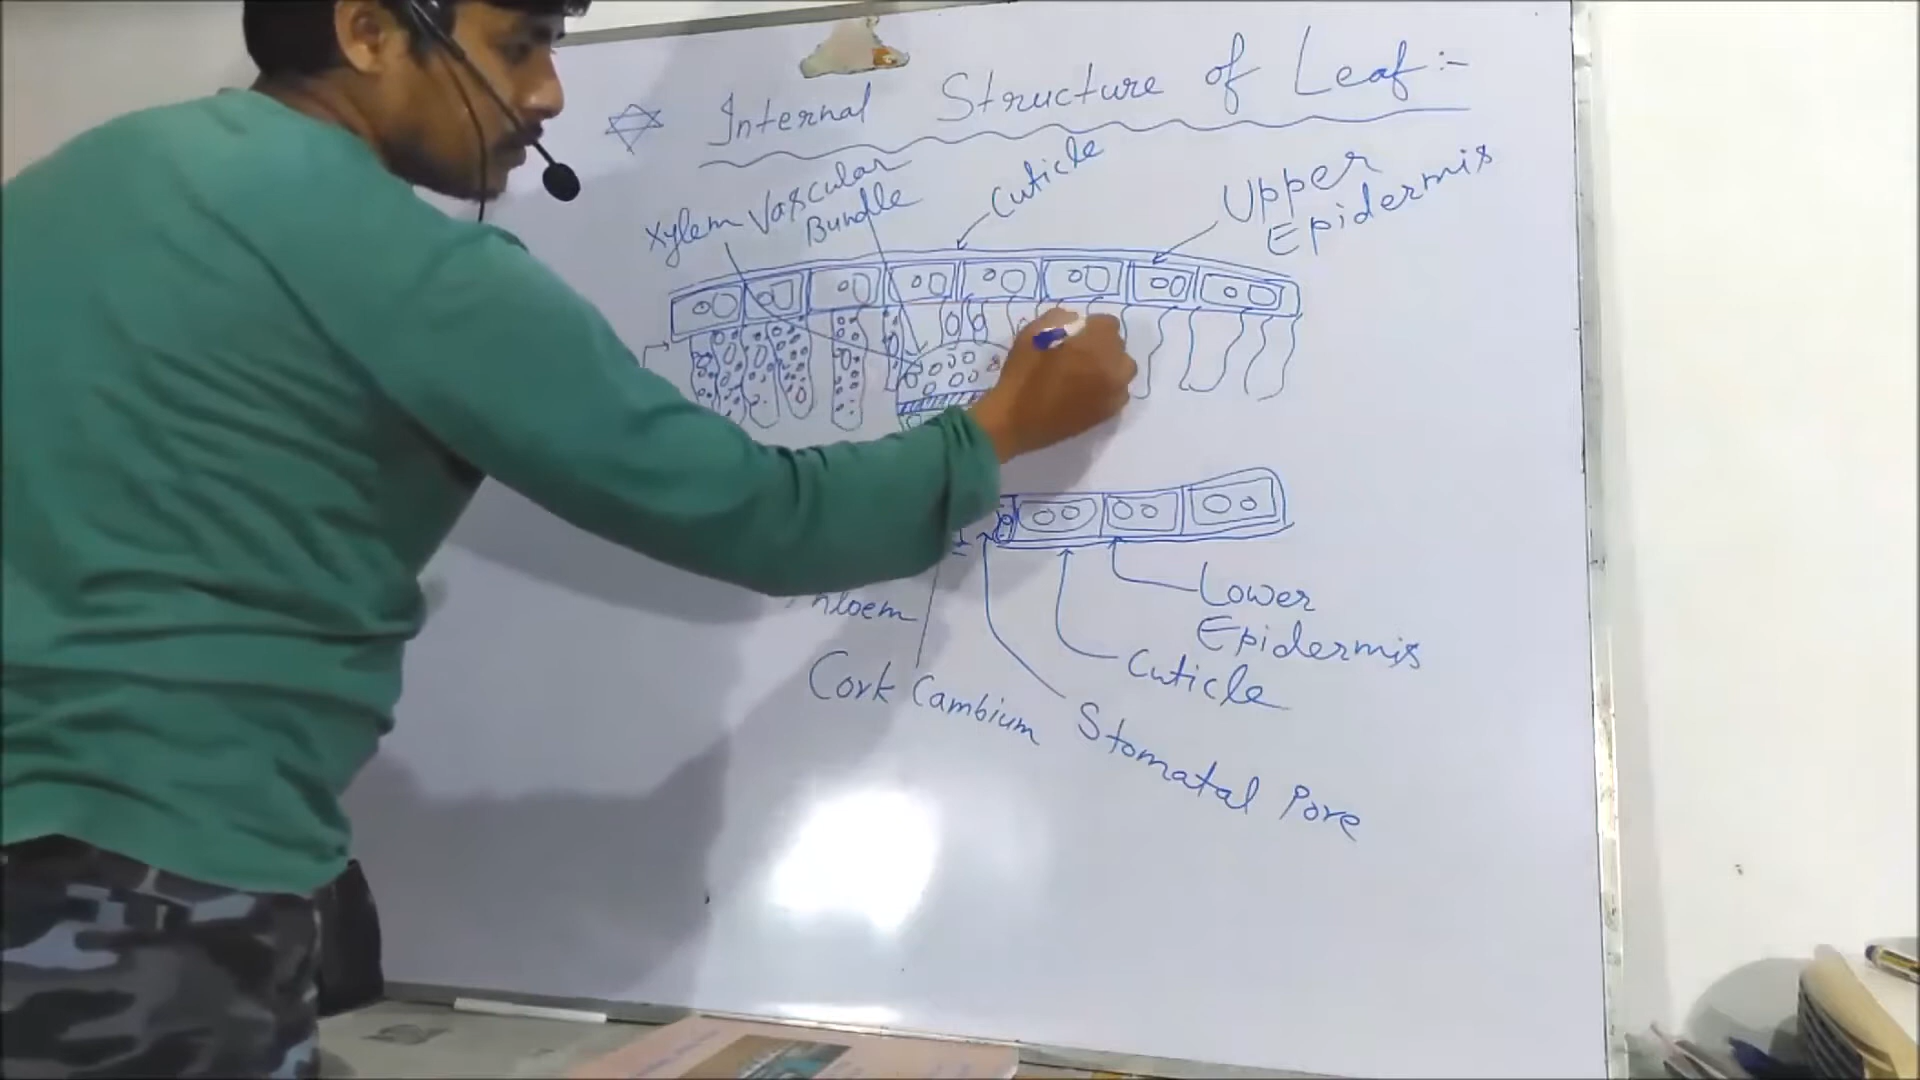 Internal Structure of Leaf :-
Xylem
Vascular
Bundle
Cuticle
Upper
Epidermis
Lower
Epidermis
Cuticle
Cork Cambium
Stomatal Pore